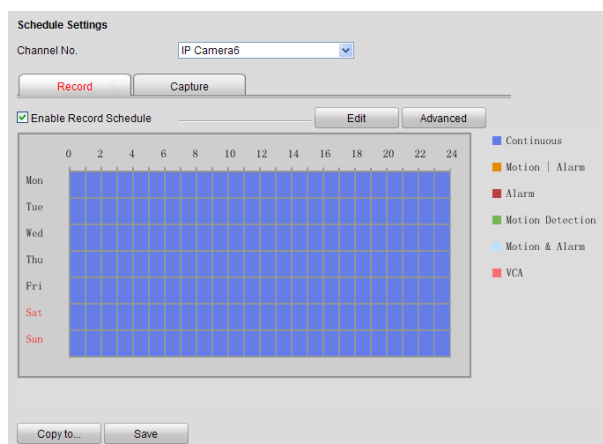 Schedule Settings
Channel No. IP Camera6
Record Capture
Enable Record Schedule Edit Advanced
0 2 4 6 8 10 12 14 16 18 20 22 24
Mon
Tue
Wed
Thu
Fri
Sat
Sun
Continuous
Motion | Alarm
Alarm
Motion Detection
Motion & Alarm
VCA
Copy to... Save